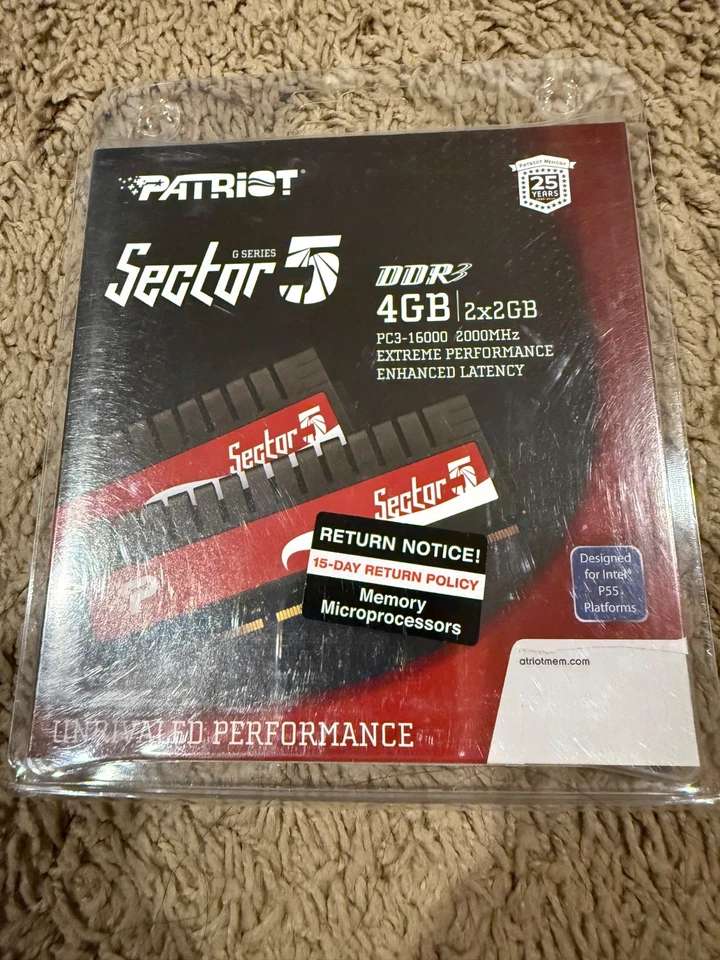 PATRIOT
PATRIOT MEMORY
25
YEARS
G SERIES
Sector 5
DDR3
4GB 2x2GB
PC3-16000 2000MHz
EXTREME PERFORMANCE
ENHANCED LATENCY
Sector 5
Sector 5
P
RETURN NOTICE!
15-DAY RETURN POLICY
Memory
Microprocessors
Designed
for Intel®
P55
Platforms
atriotmem.com
UNRIVALED PERFORMANCE